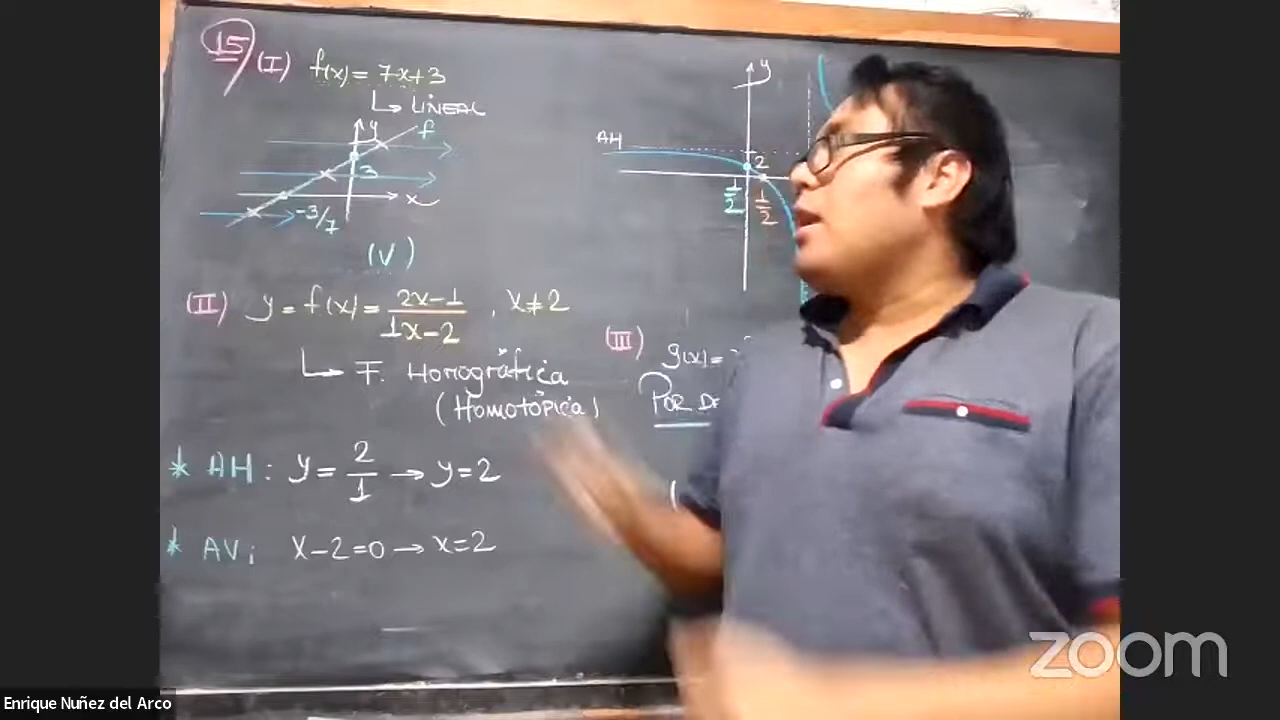 15/ (I) f(x) = 7x+3
↳ LINEAL
y f
3
x
-3/7
(V)
(II) y = f(x) = 2x-1 / 1x-2 , x≠2
↳ F. Homográfica
(Homotópica)
* AH: y = 2/1 → y=2
* AV: x-2=0 → x=2
y
AH
2
1/2 1/2
(III) g(x) =
POR
Enrique Nuñez del Arco
zoom